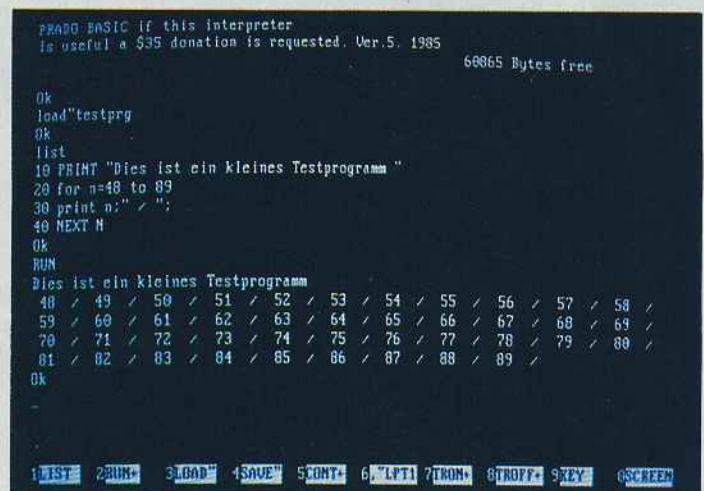 PRADO BASIC if this interpreter
is useful a $35 donation is requested. Ver.5. 1985
60865 Bytes free
Ok
load"testprg
Ok
list
10 PRINT "Dies ist ein kleines Testprogramm "
20 for n=48 to 89
30 print n;" / ";
40 NEXT N
Ok
RUN
Dies ist ein kleines Testprogramm
48 / 49 / 50 / 51 / 52 / 53 / 54 / 55 / 56 / 57 / 58 /
59 / 60 / 61 / 62 / 63 / 64 / 65 / 66 / 67 / 68 / 69 /
70 / 71 / 72 / 73 / 74 / 75 / 76 / 77 / 78 / 79 / 80 /
81 / 82 / 83 / 84 / 85 / 86 / 87 / 88 / 89 /
Ok
_
1LIST 2RUN← 3LOAD" 4SAVE" 5CONT← 6,"LPT1 7TRON← 8TROFF← 9KEY 0SCREEN